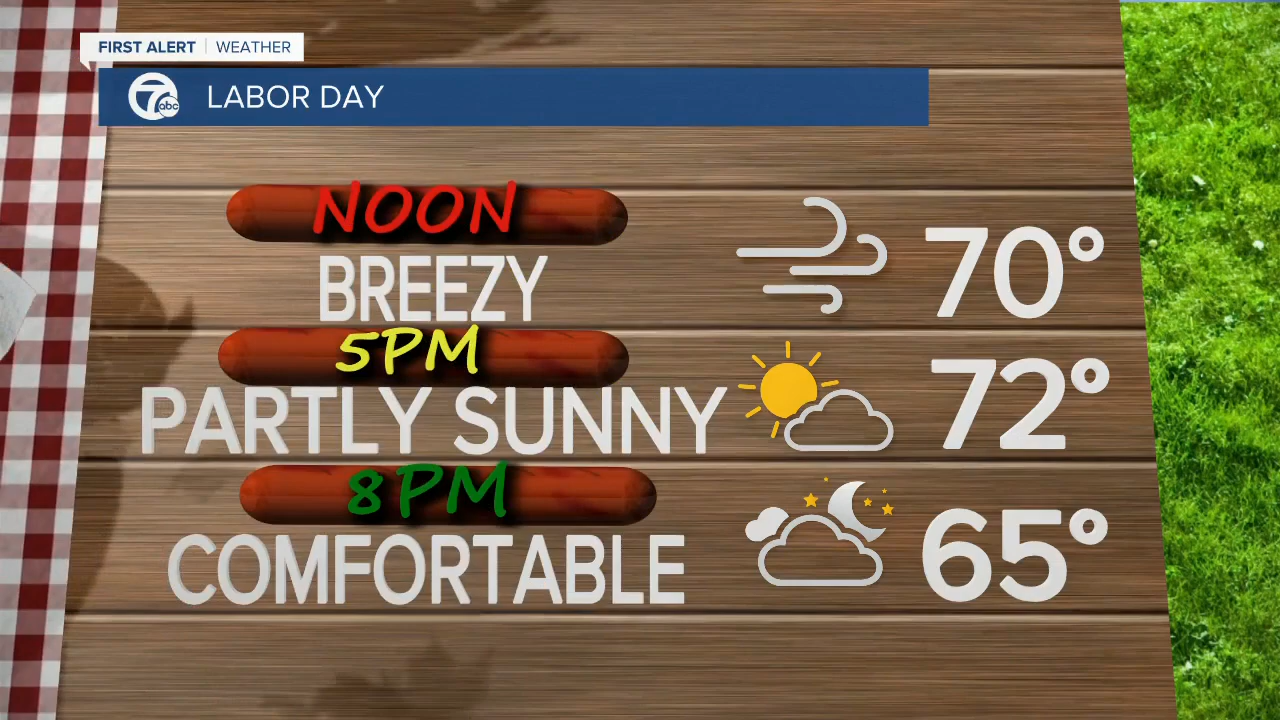 FIRST ALERT | WEATHER
7 abc LABOR DAY
NOON
BREEZY
70°
5PM
PARTLY SUNNY
72°
8PM
COMFORTABLE
65°